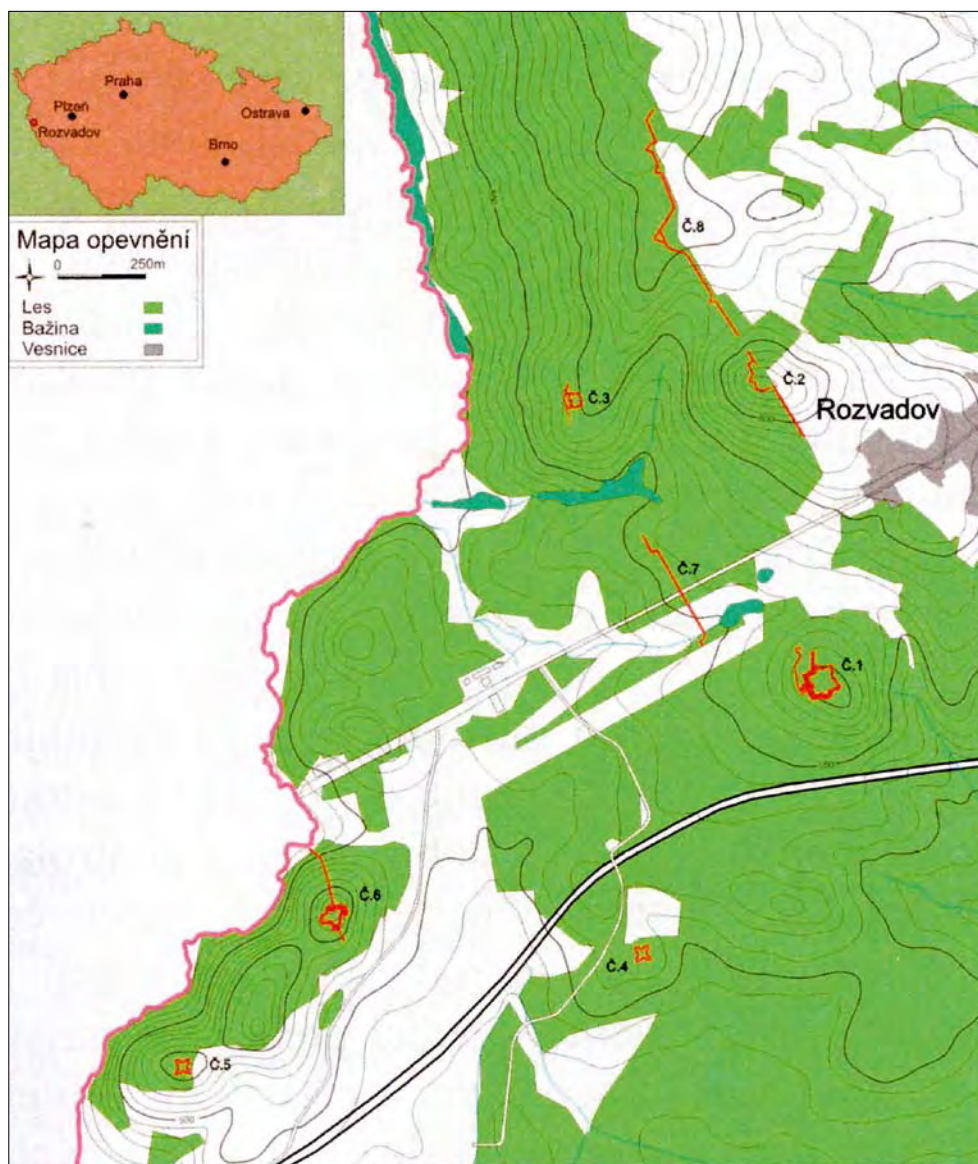 Praha
Plzeň
Rozvadov
Ostrava
Brno
Mapa opevnění
0 250m
Les
Bažina
Vesnice
Č.8
Č.2
Č.3
Rozvadov
Č.7
Č.1
Č.6
Č.4
Č.5